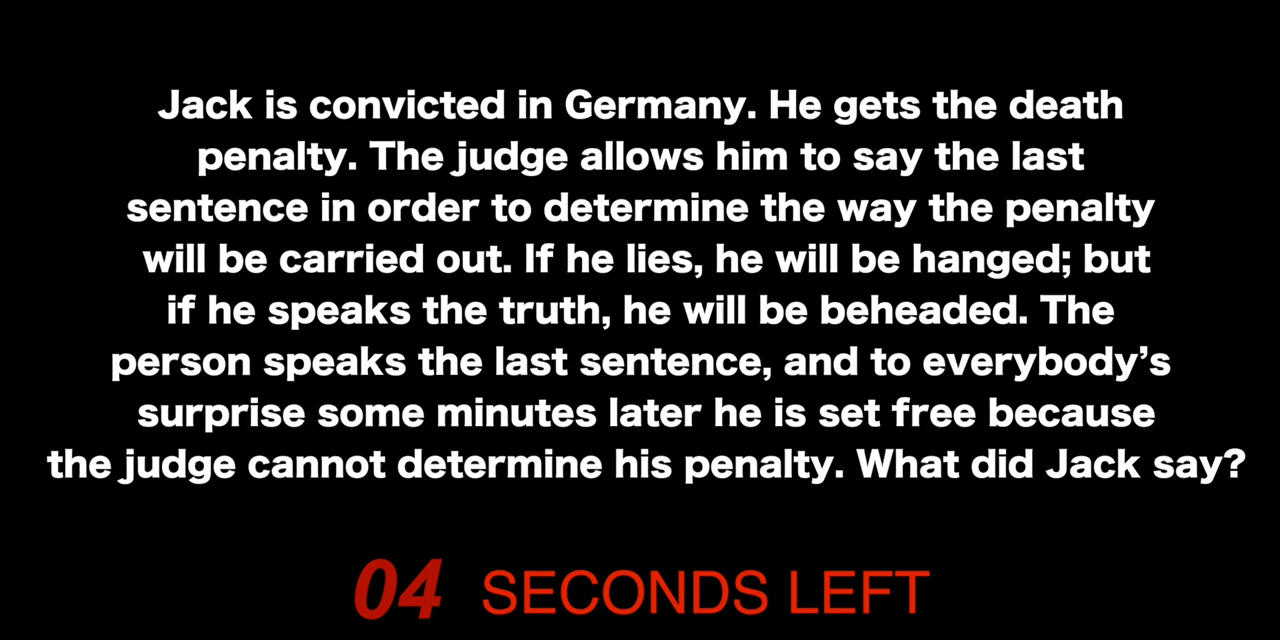 Jack is convicted in Germany. He gets the death
penalty. The judge allows him to say the last
sentence in order to determine the way the penalty
will be carried out. If he lies, he will be hanged; but
if he speaks the truth, he will be beheaded. The
person speaks the last sentence, and to everybody’s
surprise some minutes later he is set free because
the judge cannot determine his penalty. What did Jack say?
04 SECONDS LEFT